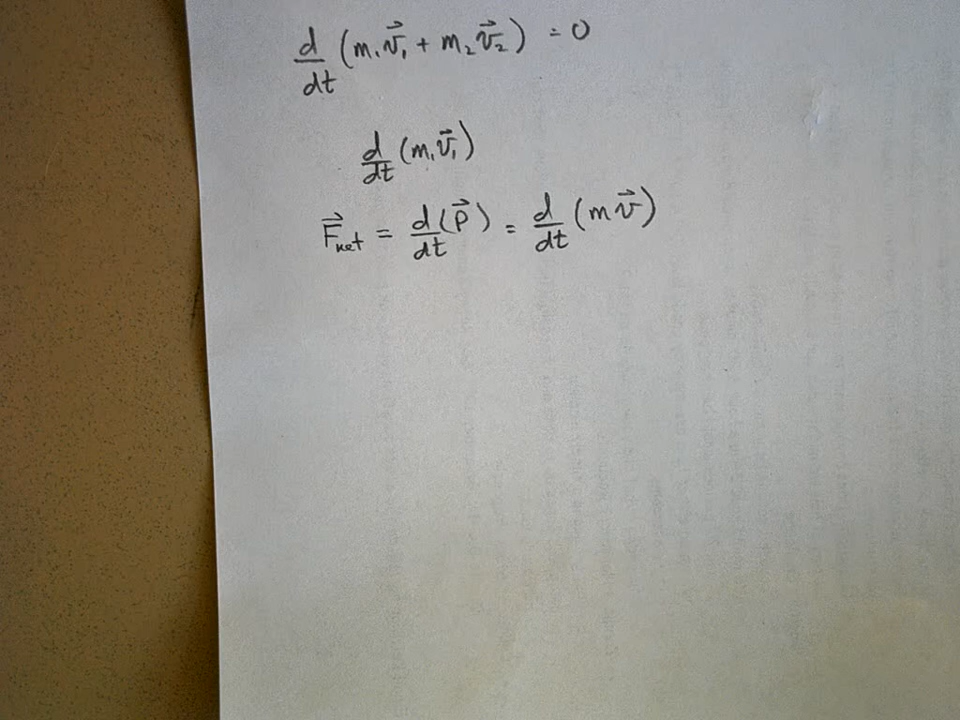 d/dt (m₁v⃗₁ + m₂v⃗₂) = 0
d/dt (m₁v⃗₁)
F⃗net = d/dt (p⃗) = d/dt (mv⃗)